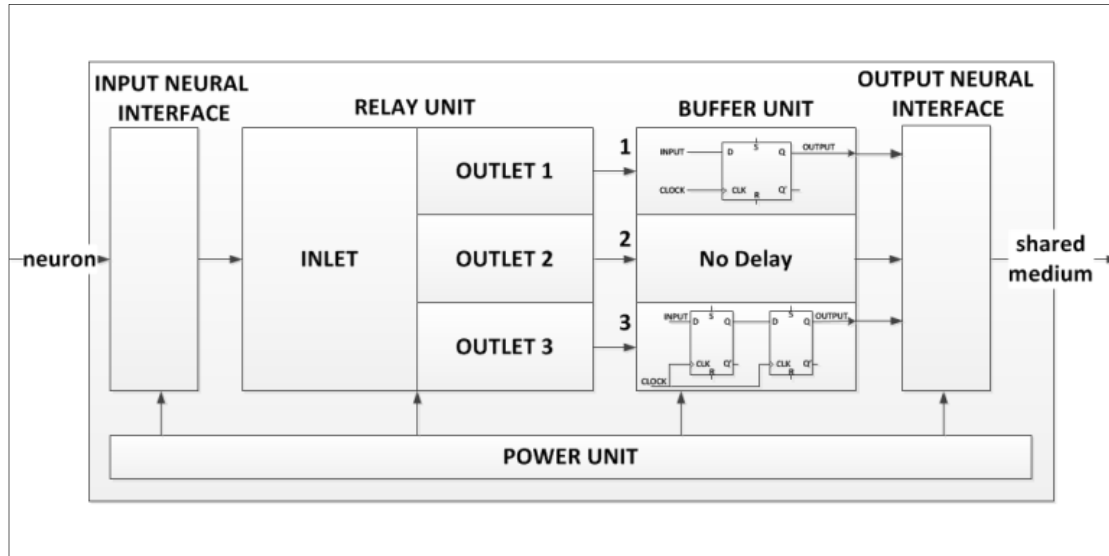 INPUT NEURAL
INTERFACE
RELAY UNIT
BUFFER UNIT
OUTPUT NEURAL
INTERFACE
neuron
INLET
OUTLET 1
OUTLET 2
OUTLET 3
1
2
3
INPUT
D
S
Q
OUTPUT
CLOCK
CLK
R
Q'
No Delay
INPUT
D
S
Q
D
S
Q
OUTPUT
CLK
R
Q'
CLK
R
Q'
CLOCK
shared
medium
POWER UNIT